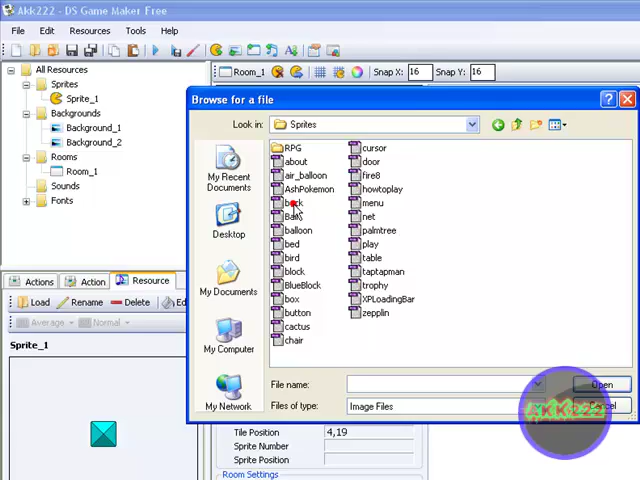 Akk222 - DS Game Maker Free
File Edit Resources Tools Help
Room_1 Snap X: 16 Snap Y: 16
All Resources
Sprites
Sprite_1
Backgrounds
Background_1
Background_2
Rooms
Room_1
Sounds
Fonts
Actions Action Resource
Load Rename Delete
Average Normal
Sprite_1
Browse for a file
Look in: Sprites
My Recent
Documents
Desktop
My Documents
My Computer
My Network
RPG
about
air_balloon
AshPokemon
balloon
bed
bird
block
BlueBlock
box
button
cactus
chair
cursor
door
fire8
howtoplay
menu
net
palmtree
play
table
taptapman
trophy
XPLoadingBar
zepplin
File name: Open
Files of type: Image Files Cancel
AKK222
Tile Position 4,19
Sprite Number
Sprite Position
Room Settings